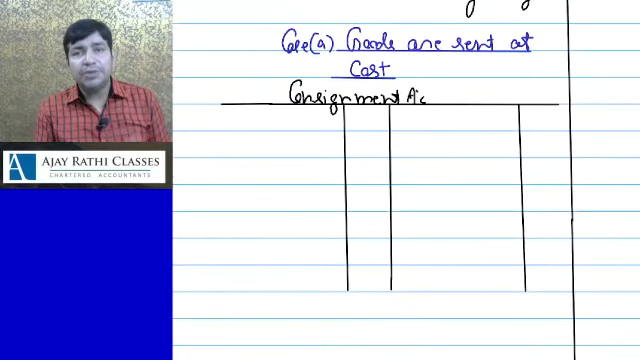 Case(a) Goods are sent at
Cost
Consignment A/c
A
AJAY RATHI CLASSES
CHARTERED ACCOUNTANTS